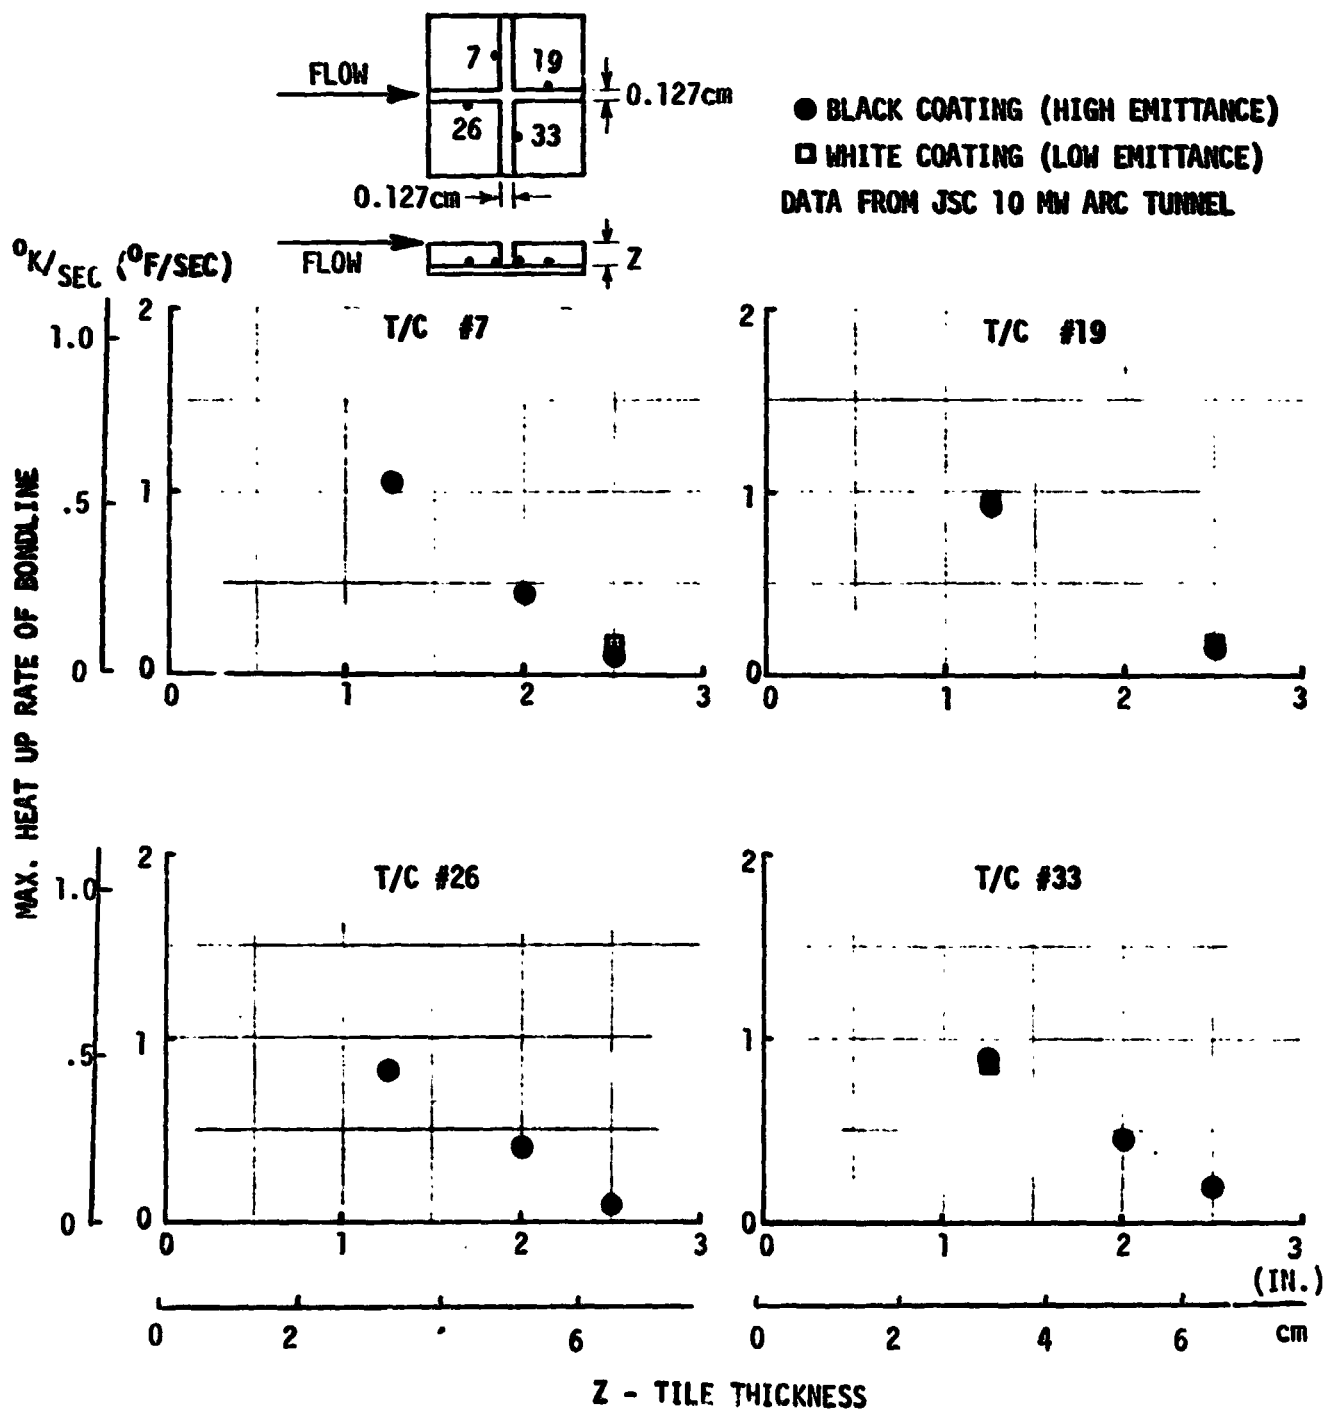 7
19
FLOW
0.127cm
26
33
0.127cm
FLOW
Z
● BLACK COATING (HIGH EMITTANCE)
□ WHITE COATING (LOW EMITTANCE)
DATA FROM JSC 10 MW ARC TUNNEL
°K/SEC (°F/SEC)
MAX. HEAT UP RATE OF BONDLINE
1.0
.5
0
T/C #7
2
1
0
0 1 2 3
T/C #19
2
1
0
0 1 2 3
1.0
.5
0
T/C #26
2
1
0
0 1 2 3
T/C #33
2
1
0
0 1 2 3
(IN.)
0 2 6
0 2 4 6 cm
Z - TILE THICKNESS